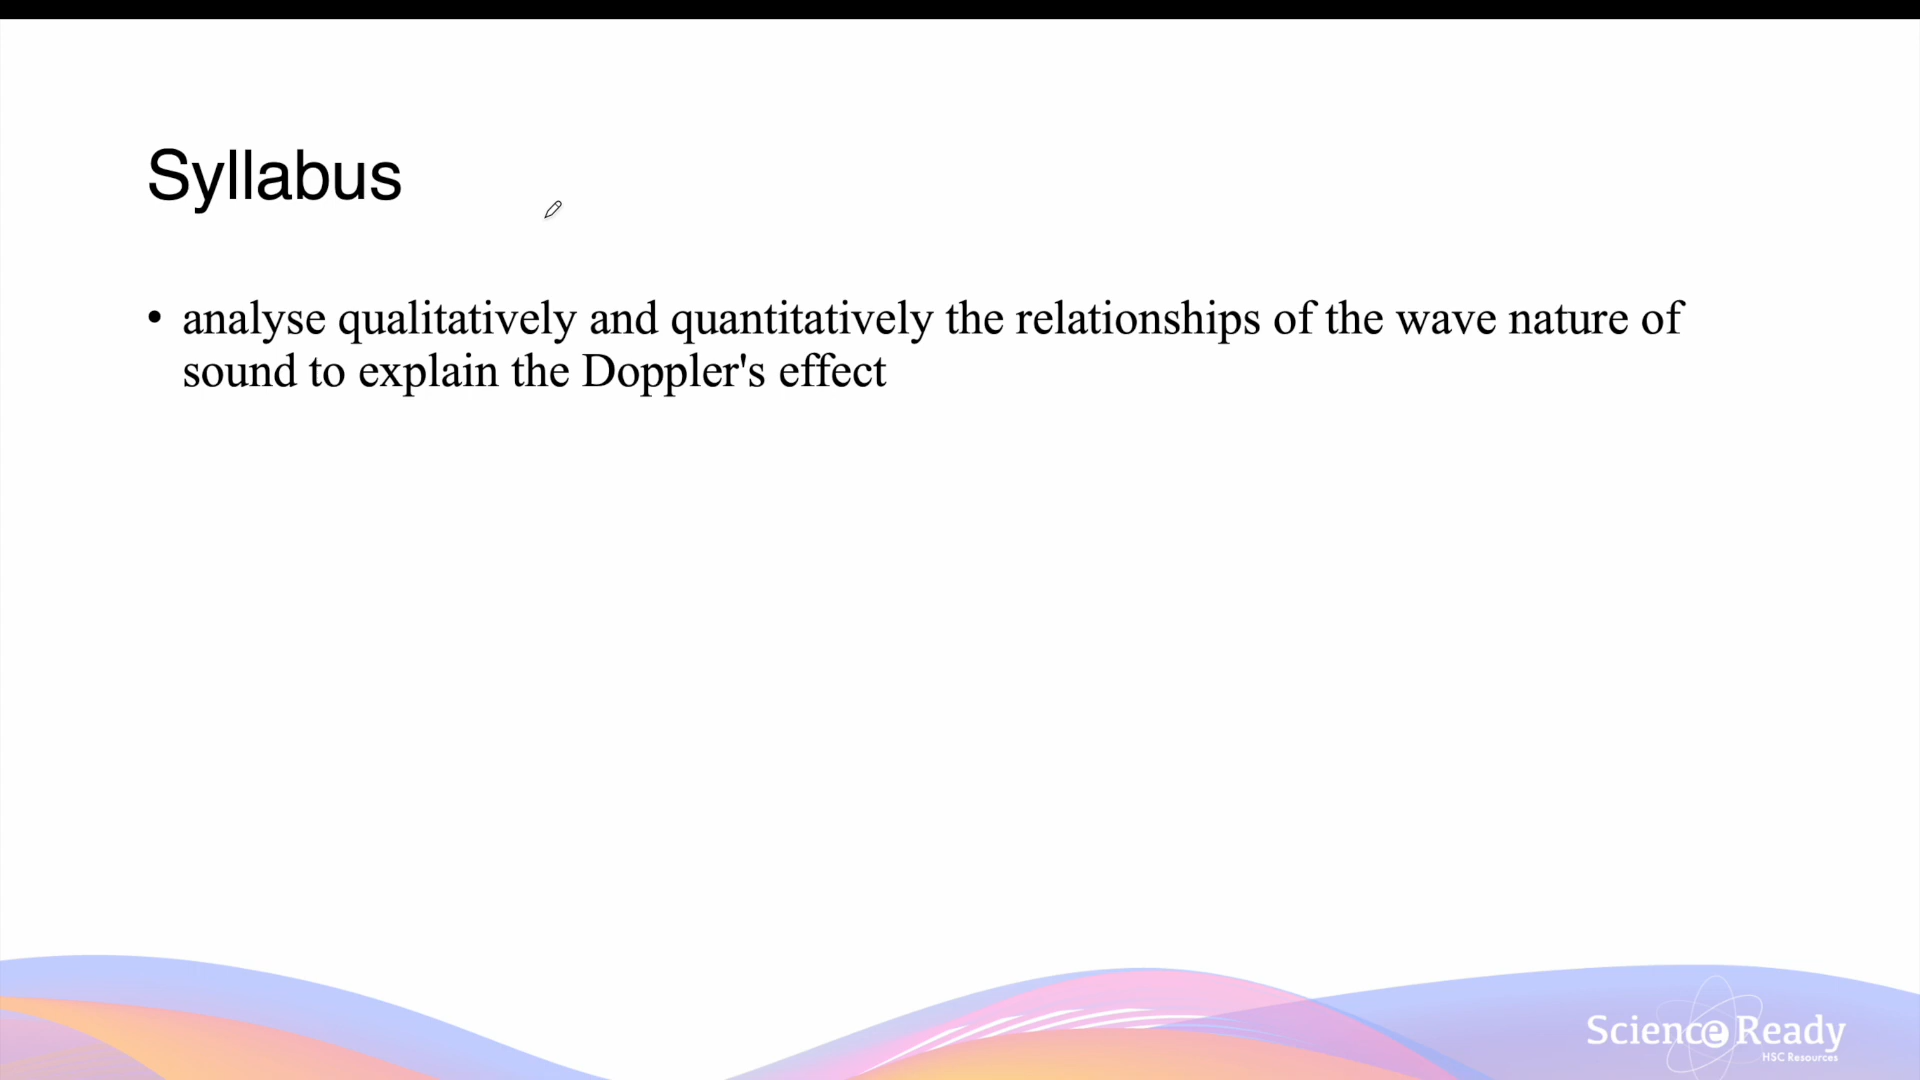 Syllabus
• analyse qualitatively and quantitatively the relationships of the wave nature of
sound to explain the Doppler's effect
Science Ready
HSC Resources